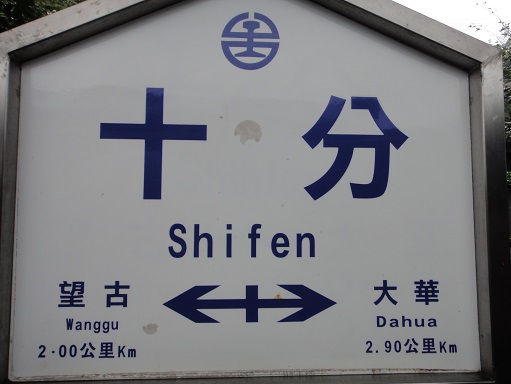 十分
Shifen
望古
Wanggu
2·00公里Km
大華
Dahua
2.90公里Km